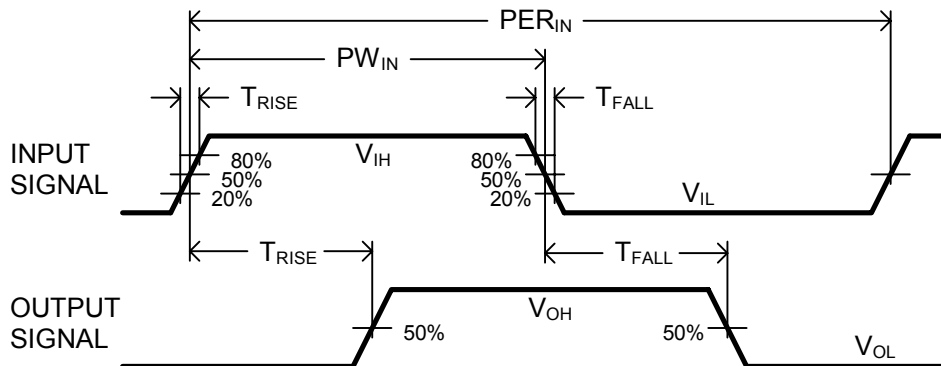 PER_IN
PW_IN
T_RISE
T_FALL
INPUT
SIGNAL
V_IH
80%
50%
20%
80%
50%
20%
V_IL
T_RISE
T_FALL
OUTPUT
SIGNAL
V_OH
50%
50%
V_OL